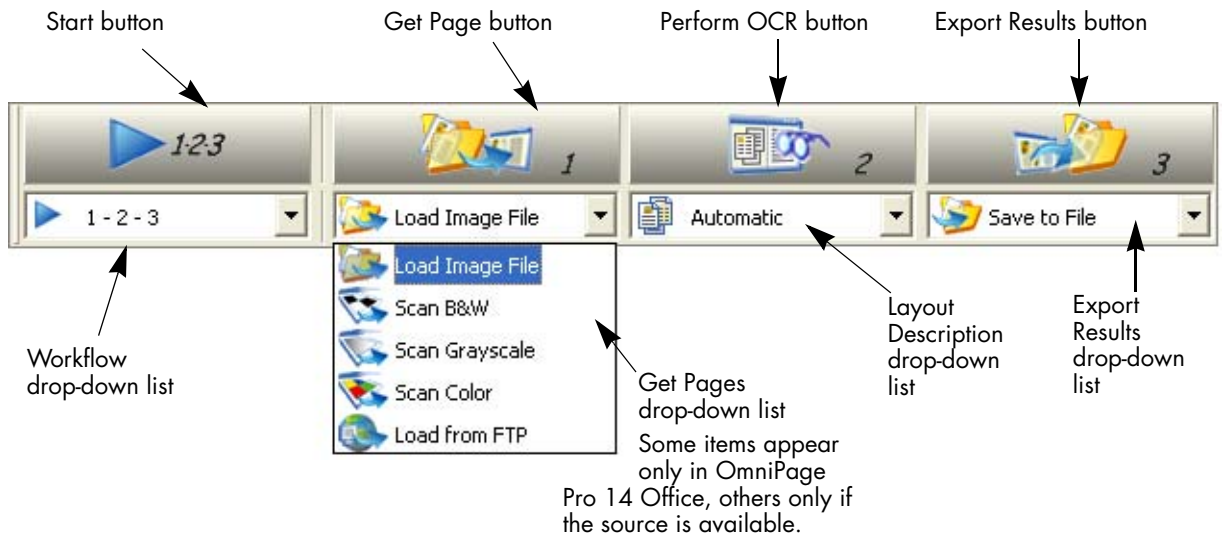 Start button
Get Page button
Perform OCR button
Export Results button
1-2-3
1
2
3
1 - 2 - 3
Load Image File
Automatic
Save to File
Load Image File
Scan B&W
Scan Grayscale
Scan Color
Load from FTP
Workflow
drop-down list
Get Pages
drop-down list
Some items appear
only in OmniPage
Pro 14 Office, others only if
the source is available.
Layout
Description
drop-down
list
Export
Results
drop-down
list